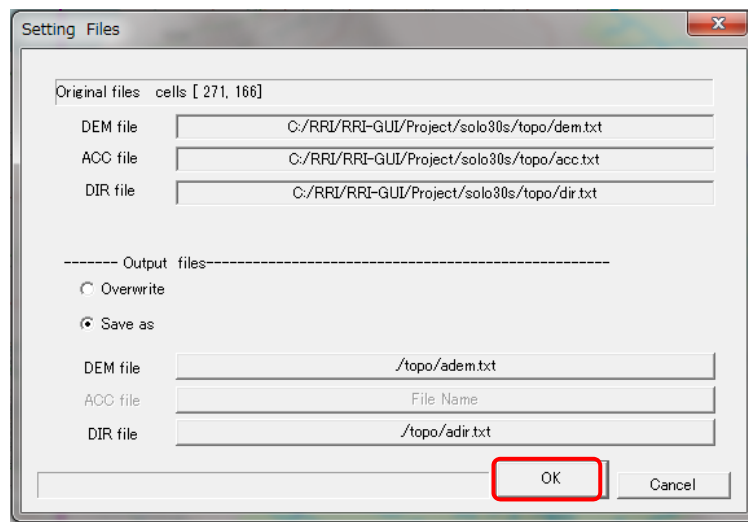 Setting Files
Original files cells [ 271, 166]
DEM file C:/RRI/RRI-GUI/Project/solo30s/topo/dem.txt
ACC file C:/RRI/RRI-GUI/Project/solo30s/topo/acc.txt
DIR file C:/RRI/RRI-GUI/Project/solo30s/topo/dir.txt
------- Output files--------------------------------------------------------
Overwrite
Save as
DEM file ./topo/adem.txt
ACC file File Name
DIR file ./topo/adir.txt
OK Cancel